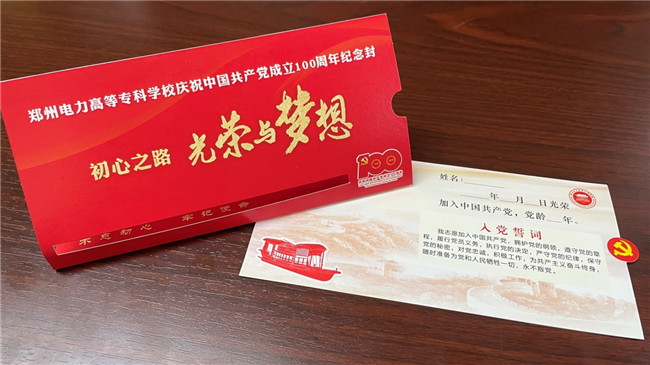 郑州电力高等专科学校庆祝中国共产党成立100周年纪念封
初心之路 光荣与梦想
100
不忘初心 牢记使命
姓名:
年 月 日光荣
加入中国共产党,党龄 年。
入党誓词
我志愿加入中国共产党,拥护党的纲领,遵守党的章
程,履行党员义务,执行党的决定,严守党的纪律,保守
党的秘密,对党忠诚,积极工作,为共产主义奋斗终身,
随时准备为党和人民牺牲一切,永不叛党。